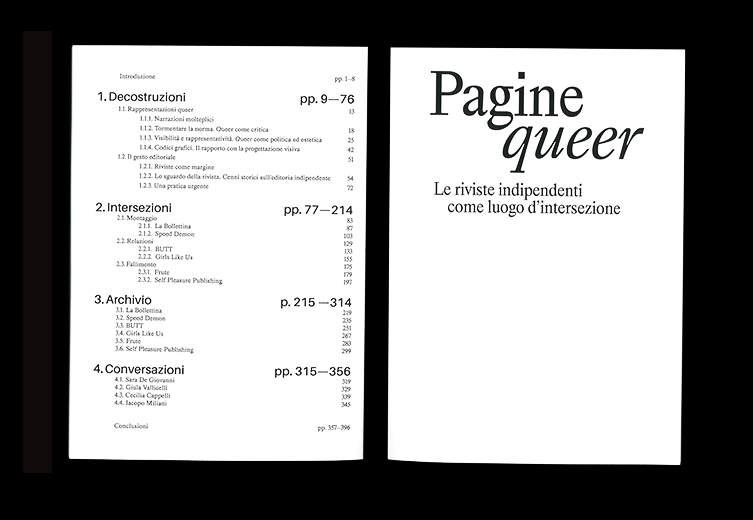 Introduzione pp. 1–8
1. Decostruzioni pp. 9—76
1.1. Rappresentazioni queer 13
1.1.1. Narrazioni molteplici
1.1.2. Tormentare la norma. Queer come critica 18
1.1.3. Visibilità e rappresentatività. Queer come politica ed estetica 25
1.1.4. Codici grafici. Il rapporto con la progettazione visiva 42
1.2. Il gesto editoriale 51
1.2.1. Riviste come margine
1.2.2. Lo sguardo della rivista. Cenni storici sull'editoria indipendente 54
1.2.3. Una pratica urgente 72
2. Intersezioni pp. 77—214
2.1. Montaggio 83
2.1.1. La Bollettina 87
2.1.2. Speed Demon 103
2.2. Relazioni 129
2.2.1. BUTT 133
2.2.2. Girls Like Us 155
2.3. Fallimento 175
2.3.1. Frute 179
2.3.2. Self Pleasure Publishing 197
3. Archivio p. 215 —314
3.1. La Bollettina 219
3.2. Speed Demon 235
3.3. BUTT 251
3.4. Girls Like Us 267
3.5. Frute 283
3.6. Self Pleasure Publishing 299
4. Conversazioni pp. 315—356
4.1. Sara De Giovanni 319
4.2. Giula Vallicelli 329
4.3. Cecilia Cappelli 339
4.4. Jacopo Miliani 345
Conclusioni pp. 357–396
Pagine
queer
Le riviste indipendenti
come luogo d'intersezione